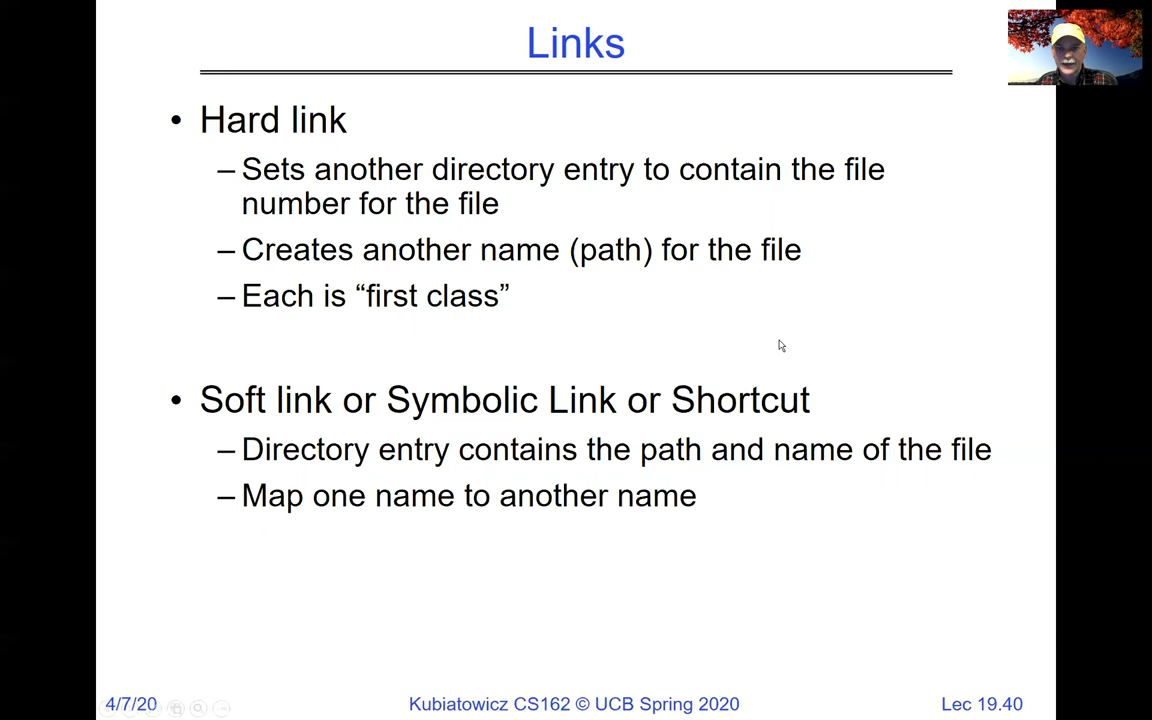 Links
• Hard link
– Sets another directory entry to contain the file
number for the file
– Creates another name (path) for the file
– Each is “first class”
• Soft link or Symbolic Link or Shortcut
– Directory entry contains the path and name of the file
– Map one name to another name
4/7/20
Kubiatowicz CS162 © UCB Spring 2020
Lec 19.40